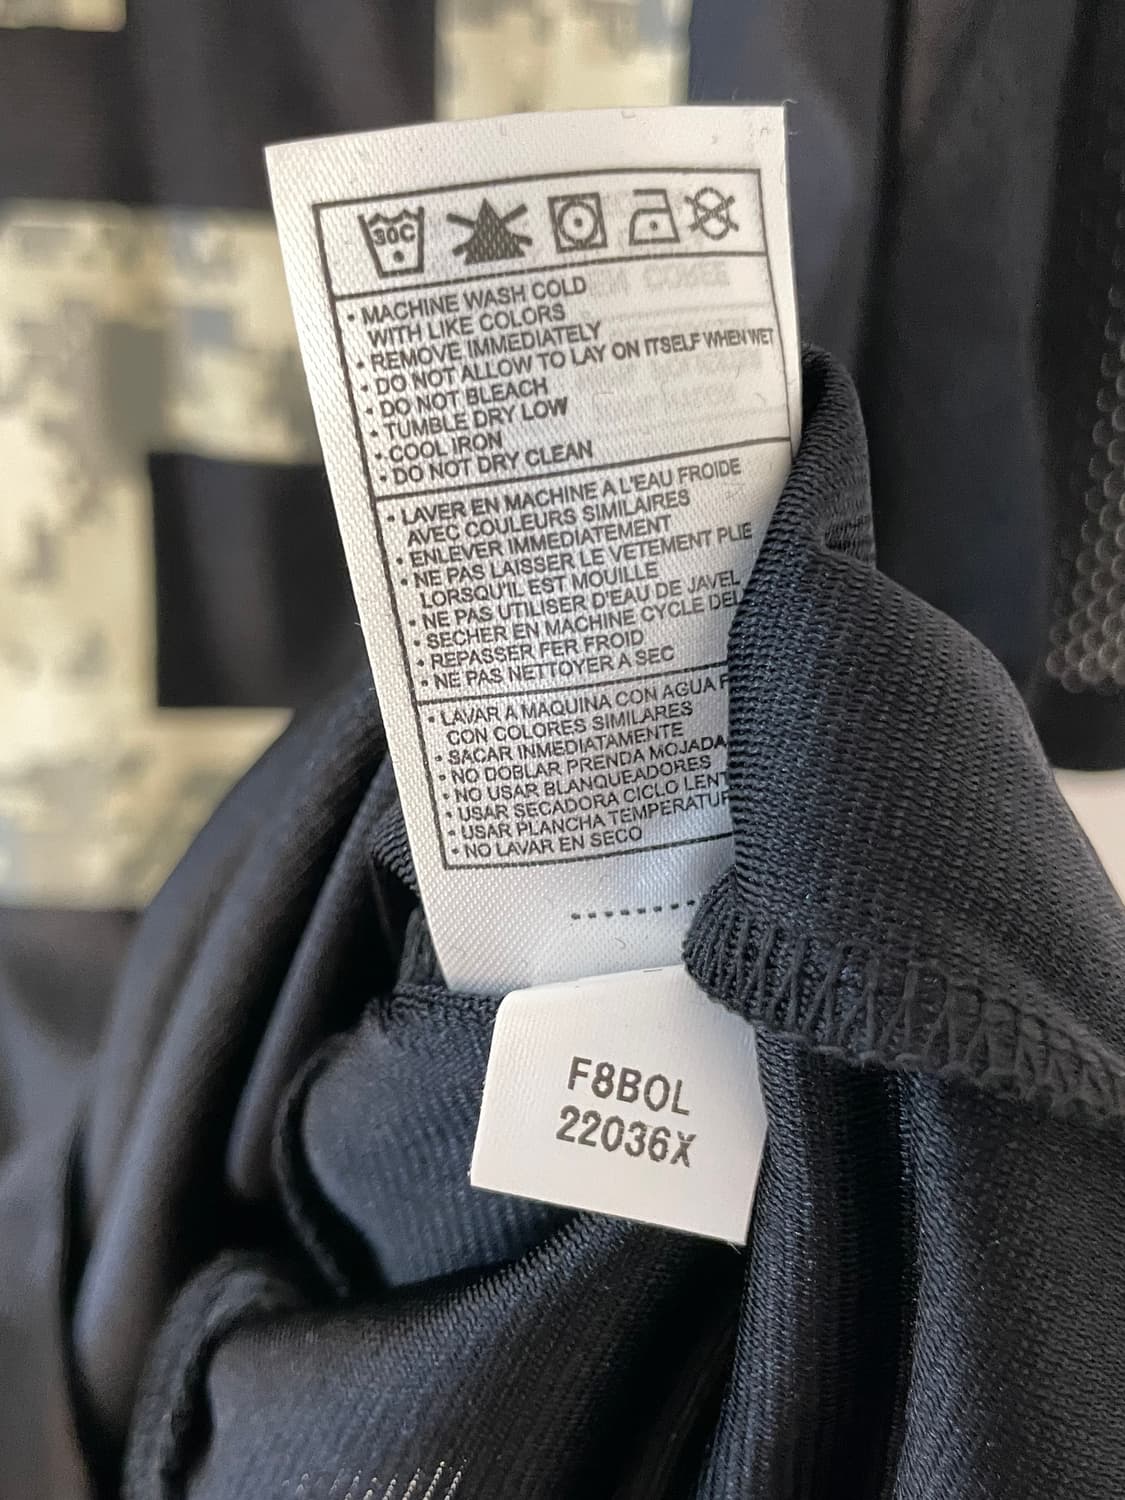 30C
• MACHINE WASH COLD
WITH LIKE COLORS
• REMOVE IMMEDIATELY
• DO NOT ALLOW TO LAY ON ITSELF WHEN WET
• DO NOT BLEACH
• TUMBLE DRY LOW
• COOL IRON
• DO NOT DRY CLEAN
• LAVER EN MACHINE A L'EAU FROIDE
AVEC COULEURS SIMILAIRES
• ENLEVER IMMEDIATEMENT
• NE PAS LAISSER LE VETEMENT PLIE
LORSQU'IL EST MOUILLE
• NE PAS UTILISER D'EAU DE JAVEL
• SECHER EN MACHINE CYCLE DEL
• REPASSER FER FROID
• NE PAS NETTOYER A SEC
• LAVAR A MAQUINA CON AGUA F
CON COLORES SIMILARES
• SACAR INMEDIATAMENTE
• NO DOBLAR PRENDA MOJADA
• NO USAR BLANQUEADORES
• USAR SECADORA CICLO LENT
• USAR PLANCHA TEMPERATUR
• NO LAVAR EN SECO
F8BOL
22036X